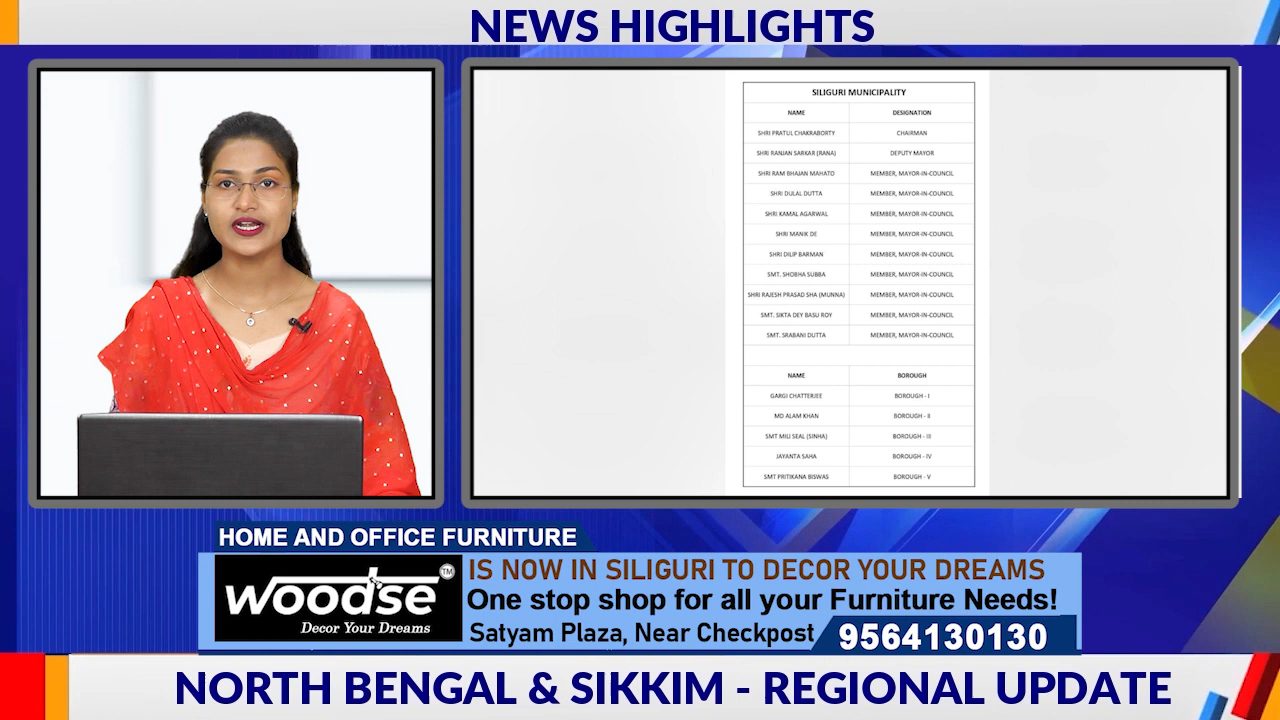 NEWS HIGHLIGHTS
SILIGURI MUNICIPALITY
NAME DESIGNATION
SHRI PRATUL CHAKRABORTY CHAIRMAN
SHRI RANJAN SARKAR (RANA) DEPUTY MAYOR
SHRI RAM BHAJAN MAHATO MEMBER, MAYOR-IN-COUNCIL
SHRI DULAL DUTTA MEMBER, MAYOR-IN-COUNCIL
SHRI KAMAL AGARWAL MEMBER, MAYOR-IN-COUNCIL
SHRI MANIK DE MEMBER, MAYOR-IN-COUNCIL
SHRI DILIP BARMAN MEMBER, MAYOR-IN-COUNCIL
SMT. SHOBHA SUBBA MEMBER, MAYOR-IN-COUNCIL
SHRI RAJESH PRASAD SHA (MUNNA) MEMBER, MAYOR-IN-COUNCIL
SMT. SIKTA DEY BASU ROY MEMBER, MAYOR-IN-COUNCIL
SMT. SRABANI DUTTA MEMBER, MAYOR-IN-COUNCIL
NAME BOROUGH
GARGI CHATTERJEE BOROUGH - I
MD ALAM KHAN BOROUGH - II
SMT MILI SEAL (SINHA) BOROUGH - III
JAYANTA SAHA BOROUGH - IV
SMT PRITIKANA BISWAS BOROUGH - V
HOME AND OFFICE FURNITURE
woodse TM
Decor Your Dreams
IS NOW IN SILIGURI TO DECOR YOUR DREAMS
One stop shop for all your Furniture Needs!
Satyam Plaza, Near Checkpost 9564130130
NORTH BENGAL & SIKKIM - REGIONAL UPDATE